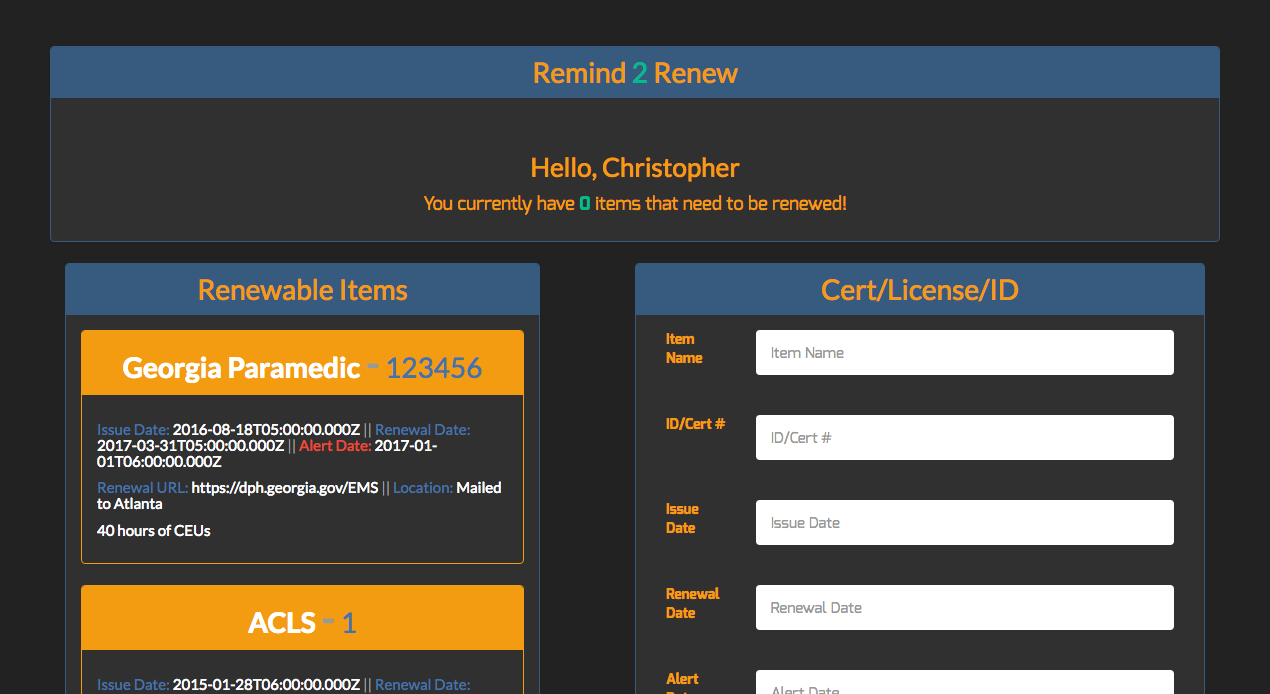 Remind 2 Renew
Hello, Christopher
You currently have 0 items that need to be renewed!
Renewable Items
Georgia Paramedic - 123456
Issue Date: 2016-08-18T05:00:00.000Z || Renewal Date:
2017-03-31T05:00:00.000Z || Alert Date: 2017-01-
01T06:00:00.000Z
Renewal URL: https://dph.georgia.gov/EMS || Location: Mailed
to Atlanta
40 hours of CEUs
ACLS - 1
Issue Date: 2015-01-28T06:00:00.000Z || Renewal Date:
Cert/License/ID
Item
Name
Item Name
ID/Cert #
ID/Cert #
Issue
Date
Issue Date
Renewal
Date
Renewal Date
Alert
Alert Date